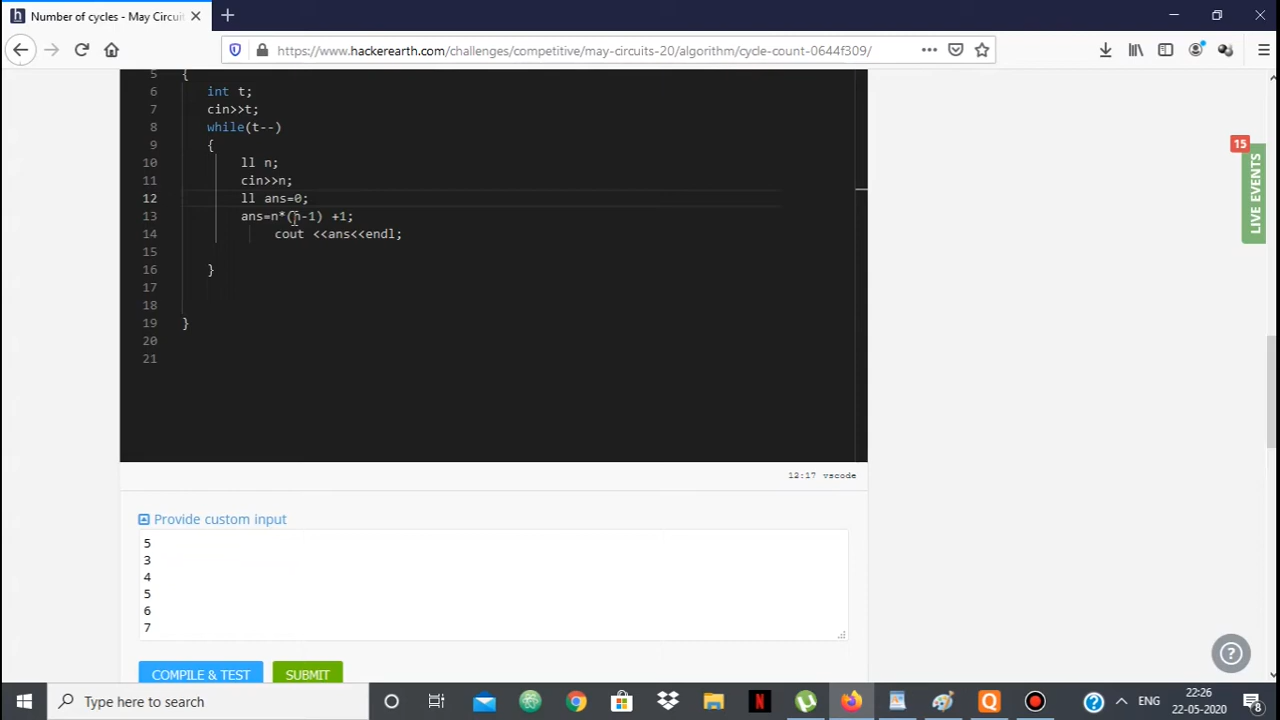 Number of cycles - May Circui
https://www.hackerearth.com/challenges/competitive/may-circuits-20/algorithm/cycle-count-0644f309/
5 {
6 int t;
7 cin>>t;
8 while(t--)
9 {
10 ll n;
11 cin>>n;
12 ll ans=0;
13 ans=n*(n-1) +1;
14 cout <<ans<<endl;
15
16 }
17
18
19 }
20
21
15
LIVE EVENTS
12:17 vscode
Provide custom input
5
3
4
5
6
7
COMPILE & TEST SUBMIT
?
Type here to search
ENG
22:26
22-05-2020
8